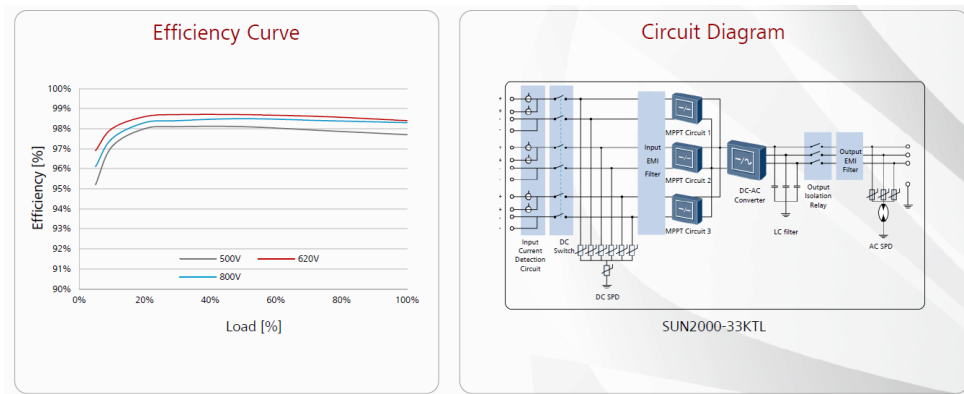 Efficiency Curve
100%
99%
98%
97%
96%
95%
94%
93%
92%
91%
90%
Efficiency [%]
500V
620V
800V
0%
20%
40%
60%
80%
100%
Load [%]
Circuit Diagram
+
+
-
-
+
+
-
-
+
+
-
-
Input
Current
Detection
Circuit
DC
Switch
DC SPD
Input
EMI
Filter
MPPT Circuit 1
MPPT Circuit 2
MPPT Circuit 3
DC-AC
Converter
LC filter
Output
Isolation
Relay
Output
EMI
Filter
AC SPD
SUN2000-33KTL